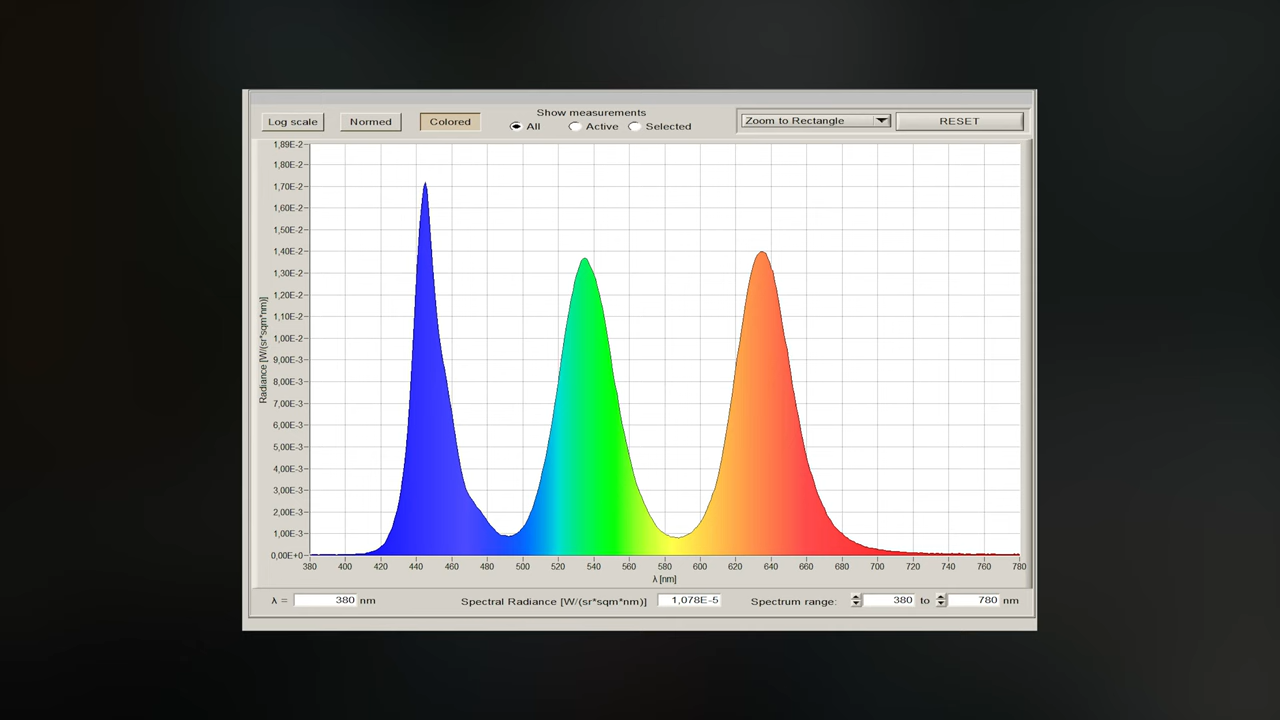 Show measurements
Log scale Normed Colored All Active Selected Zoom to Rectangle RESET
1,89E-2
1,80E-2
1,70E-2
1,60E-2
1,50E-2
1,40E-2
1,30E-2
1,20E-2
1,10E-2
1,00E-2
9,00E-3
8,00E-3
7,00E-3
6,00E-3
5,00E-3
4,00E-3
3,00E-3
2,00E-3
1,00E-3
0,00E+0
Radiance [W/(sr*sqm*nm)]
380 400 420 440 460 480 500 520 540 560 580 600 620 640 660 680 700 720 740 760 780
λ [nm]
λ = 380 nm Spectral Radiance [W/(sr*sqm*nm)] 1,078E-5 Spectrum range: 380 to 780 nm